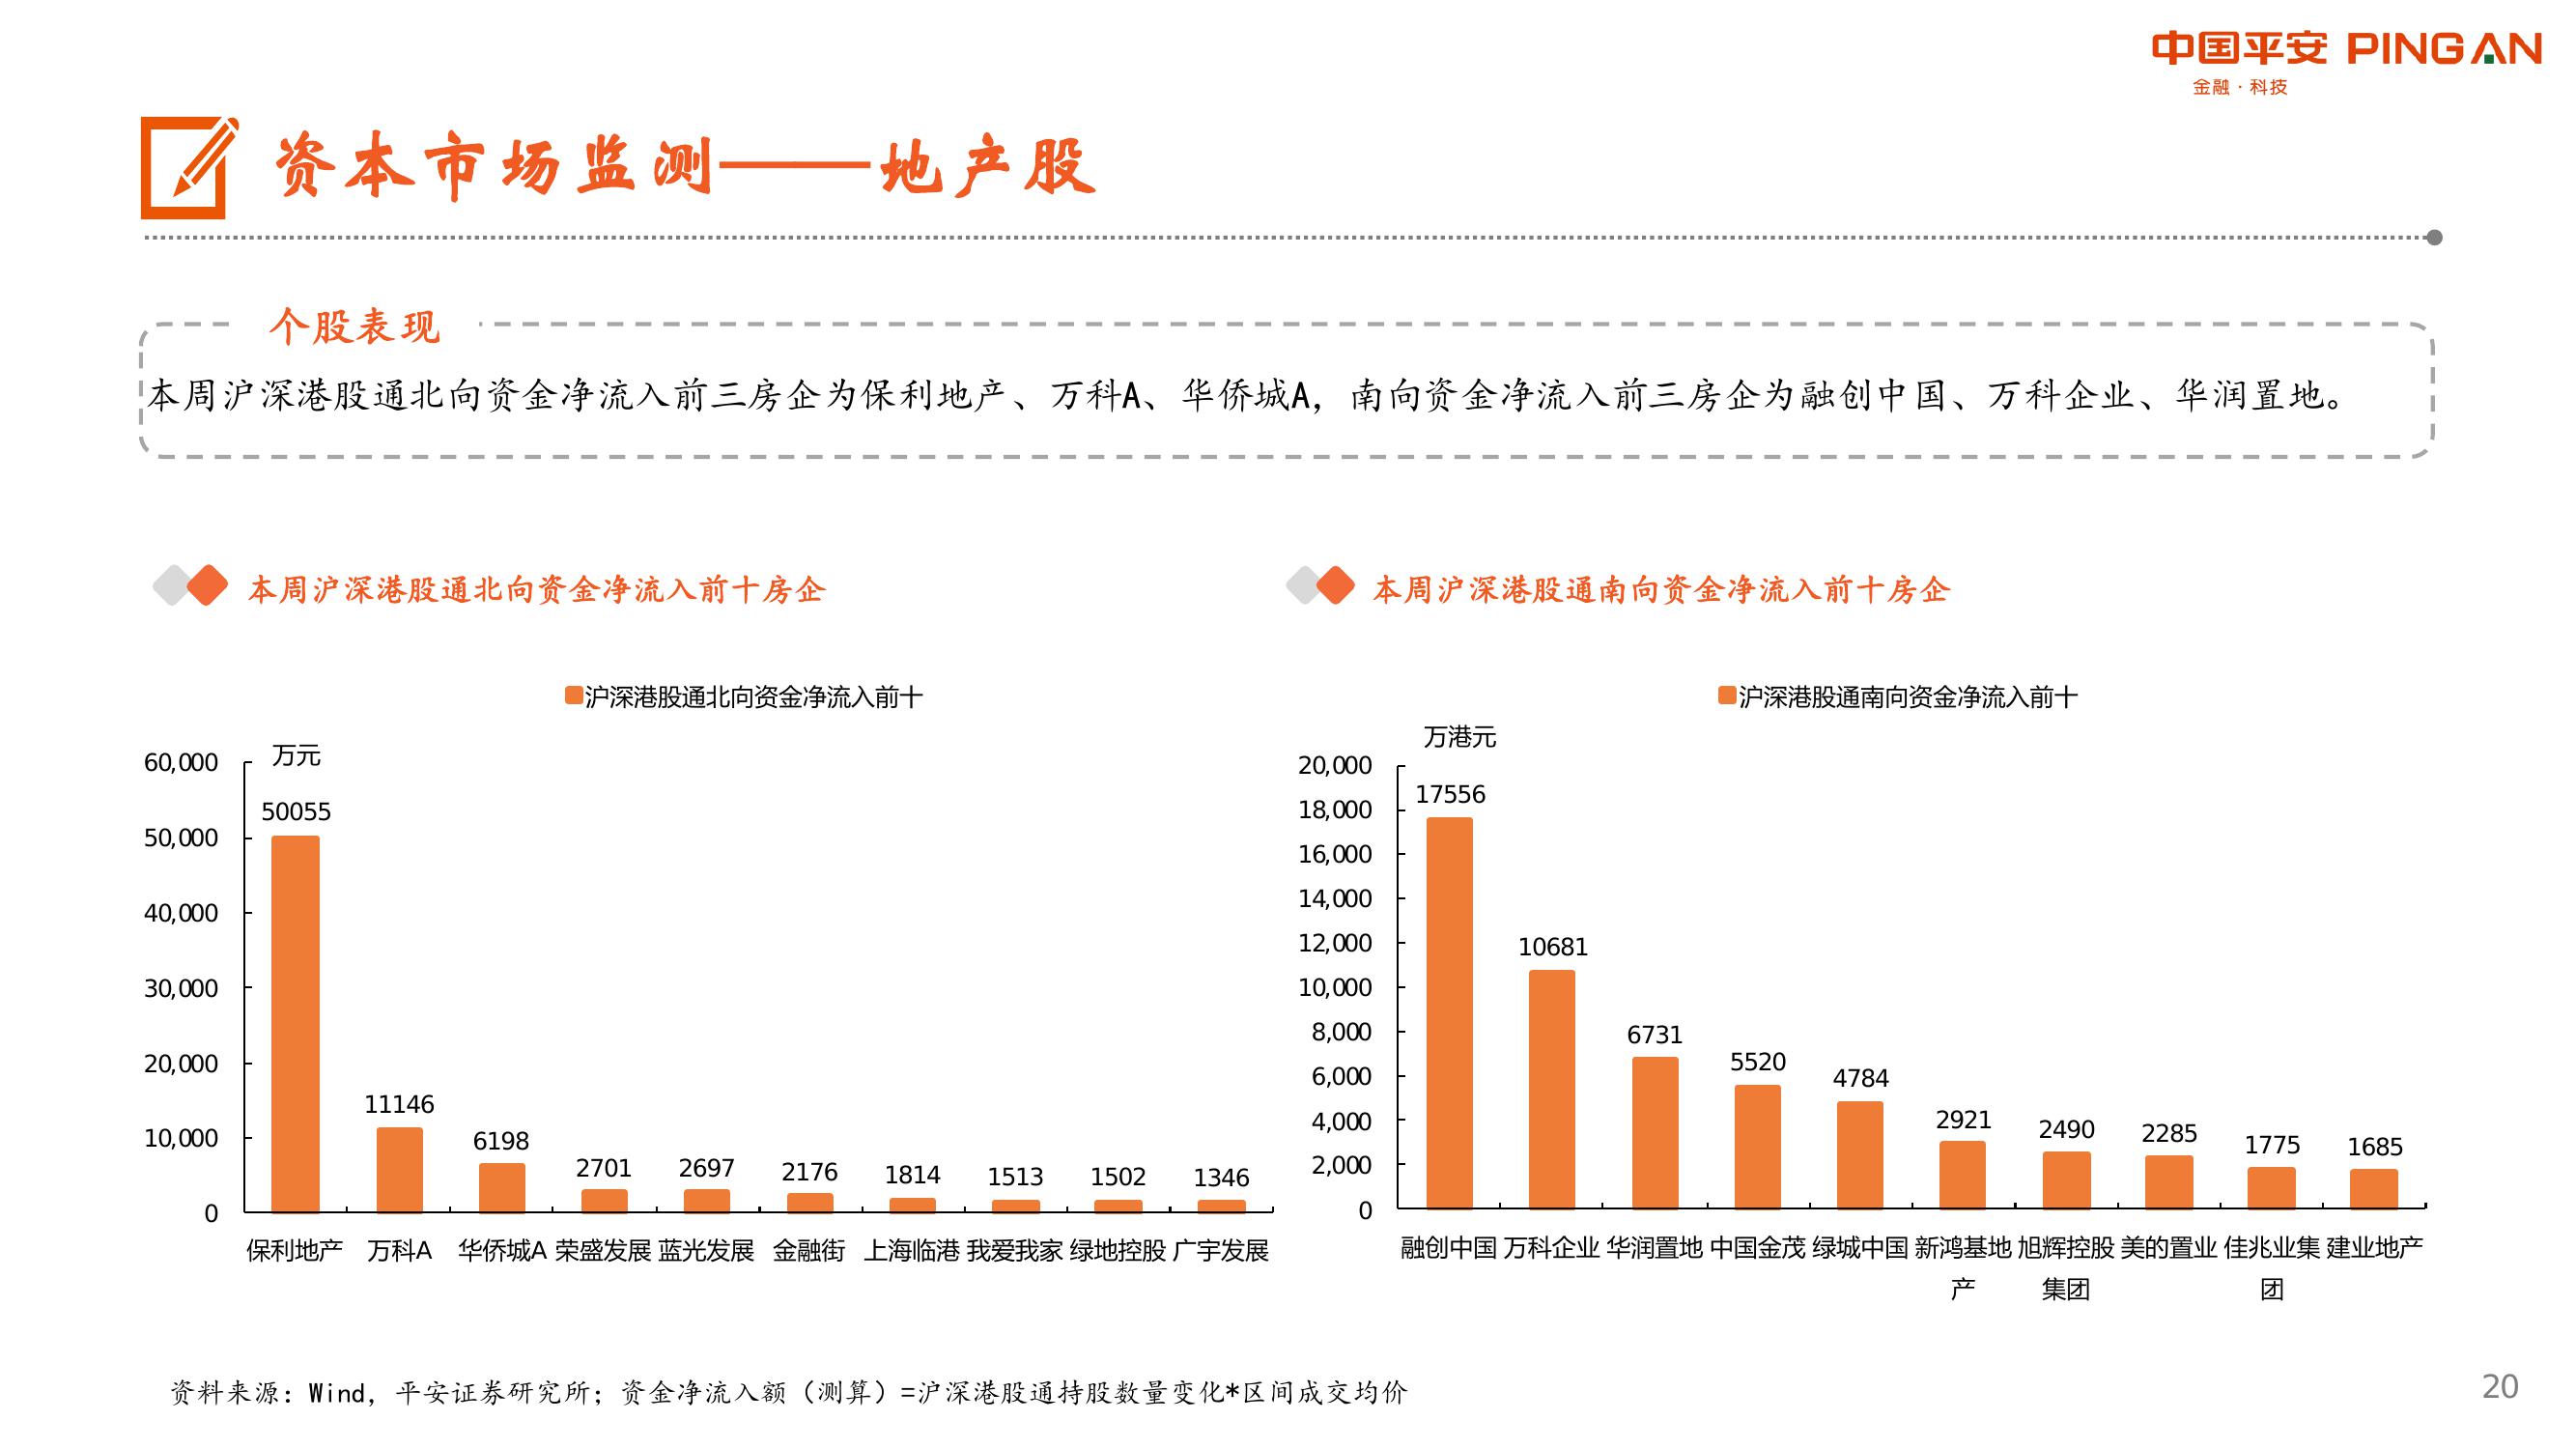 中国平安 PINGAN
金融·科技
资本市场监测——地产股
个股表现
本周沪深港股通北向资金净流入前三房企为保利地产、万科A、华侨城A，南向资金净流入前三房企为融创中国、万科企业、华润置地。
本周沪深港股通北向资金净流入前十房企
沪深港股通北向资金净流入前十
万元
60,000
50,000
40,000
30,000
20,000
10,000
0
50055
11146
6198
2701
2697
2176
1814
1513
1502
1346
保利地产 万科A 华侨城A 荣盛发展 蓝光发展 金融街 上海临港 我爱我家 绿地控股 广宇发展
本周沪深港股通南向资金净流入前十房企
沪深港股通南向资金净流入前十
万港元
20,000
18,000
16,000
14,000
12,000
10,000
8,000
6,000
4,000
2,000
0
17556
10681
6731
5520
4784
2921
2490
2285
1775
1685
融创中国 万科企业 华润置地 中国金茂 绿城中国 新鸿基地 旭辉控股 美的置业 佳兆业集 建业地产
产 集团 团
资料来源：Wind，平安证券研究所；资金净流入额（测算）=沪深港股通持股数量变化*区间成交均价
20